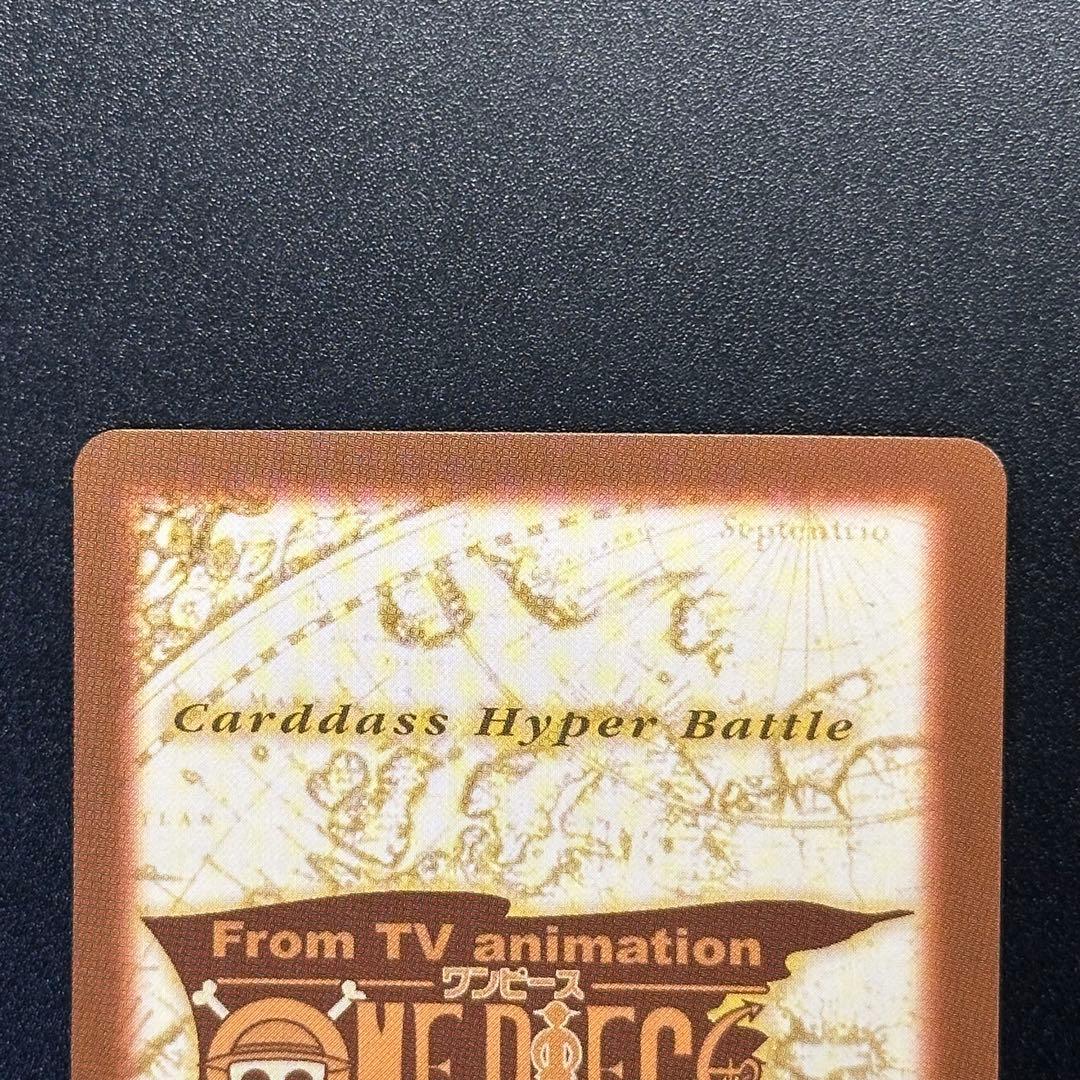 Septentrio
Carddass Hyper Battle
From TV animation
ワンピース
ONE PIECE